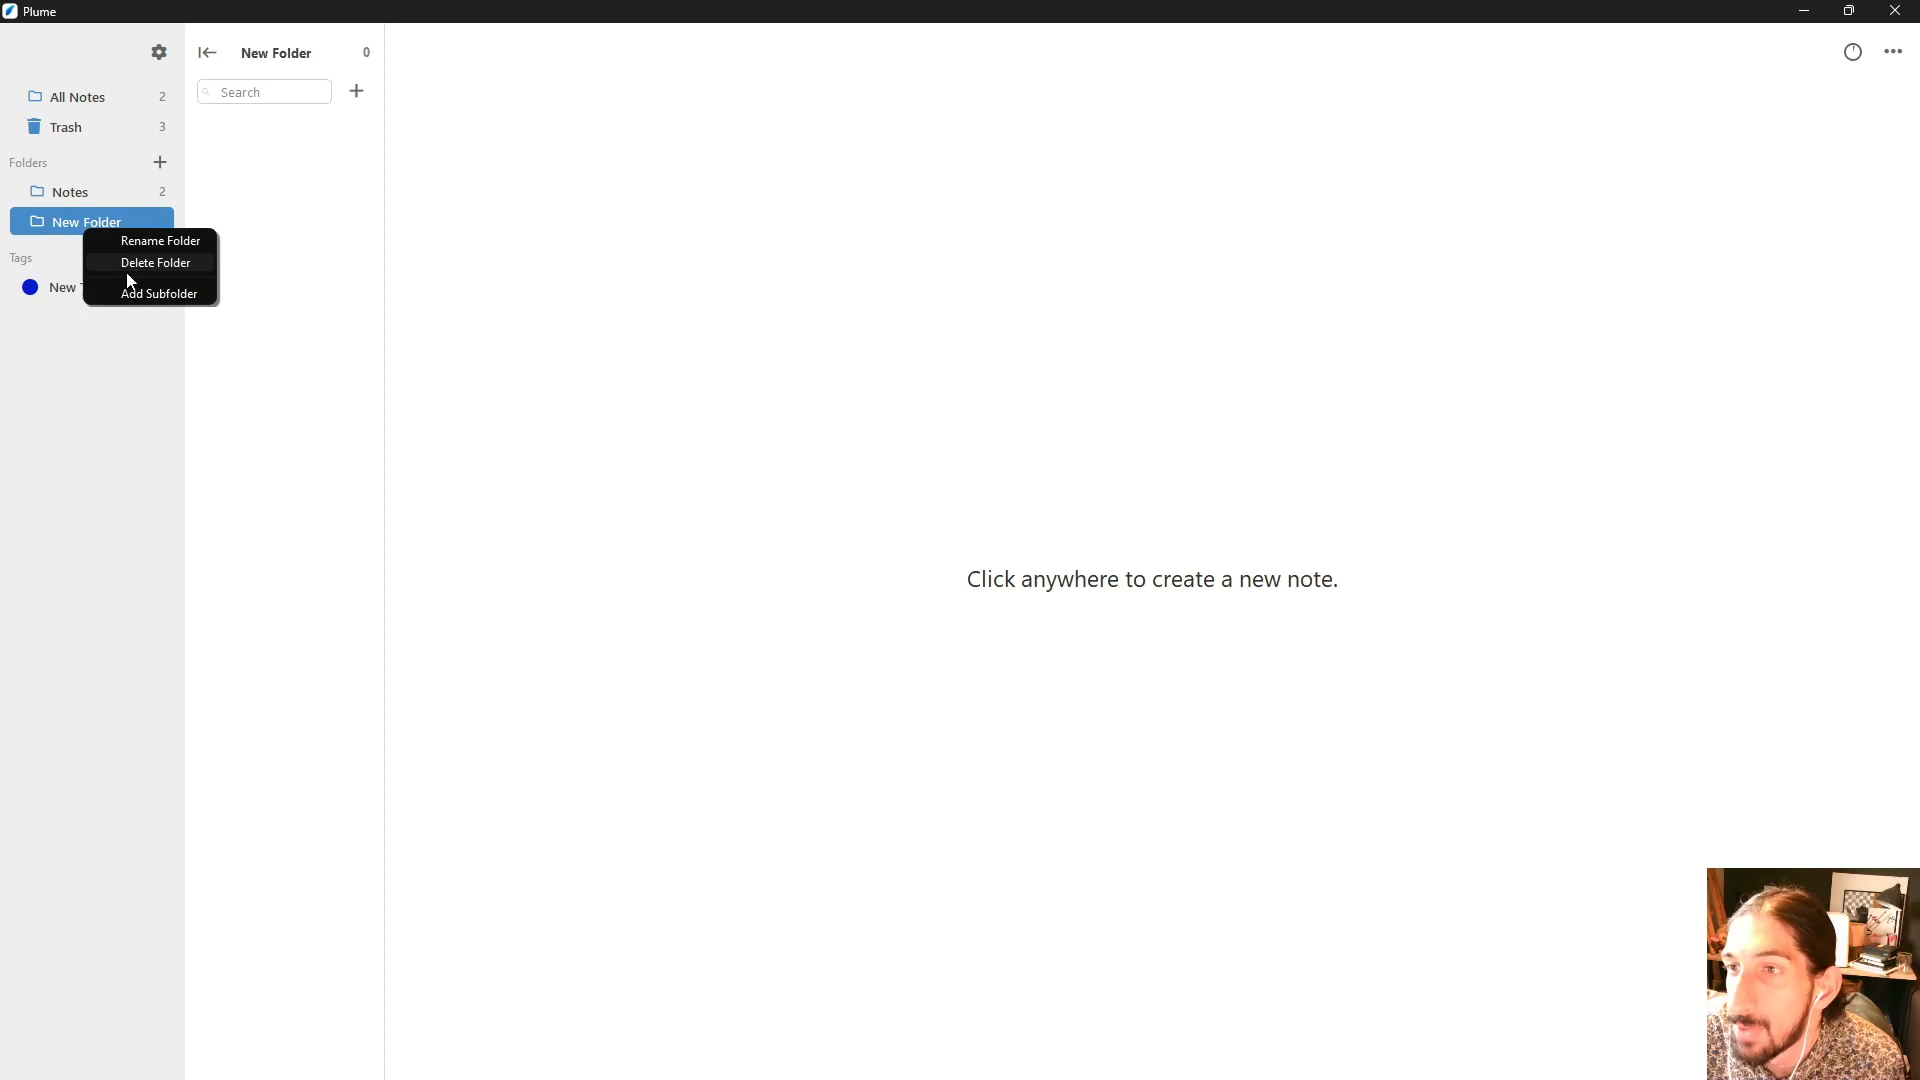 Plume
New Folder 0
All Notes 2
Search
Trash 3
Folders
Notes 2
New Folder
Rename Folder
Tags
Delete Folder
New
Add Subfolder
Click anywhere to create a new note.